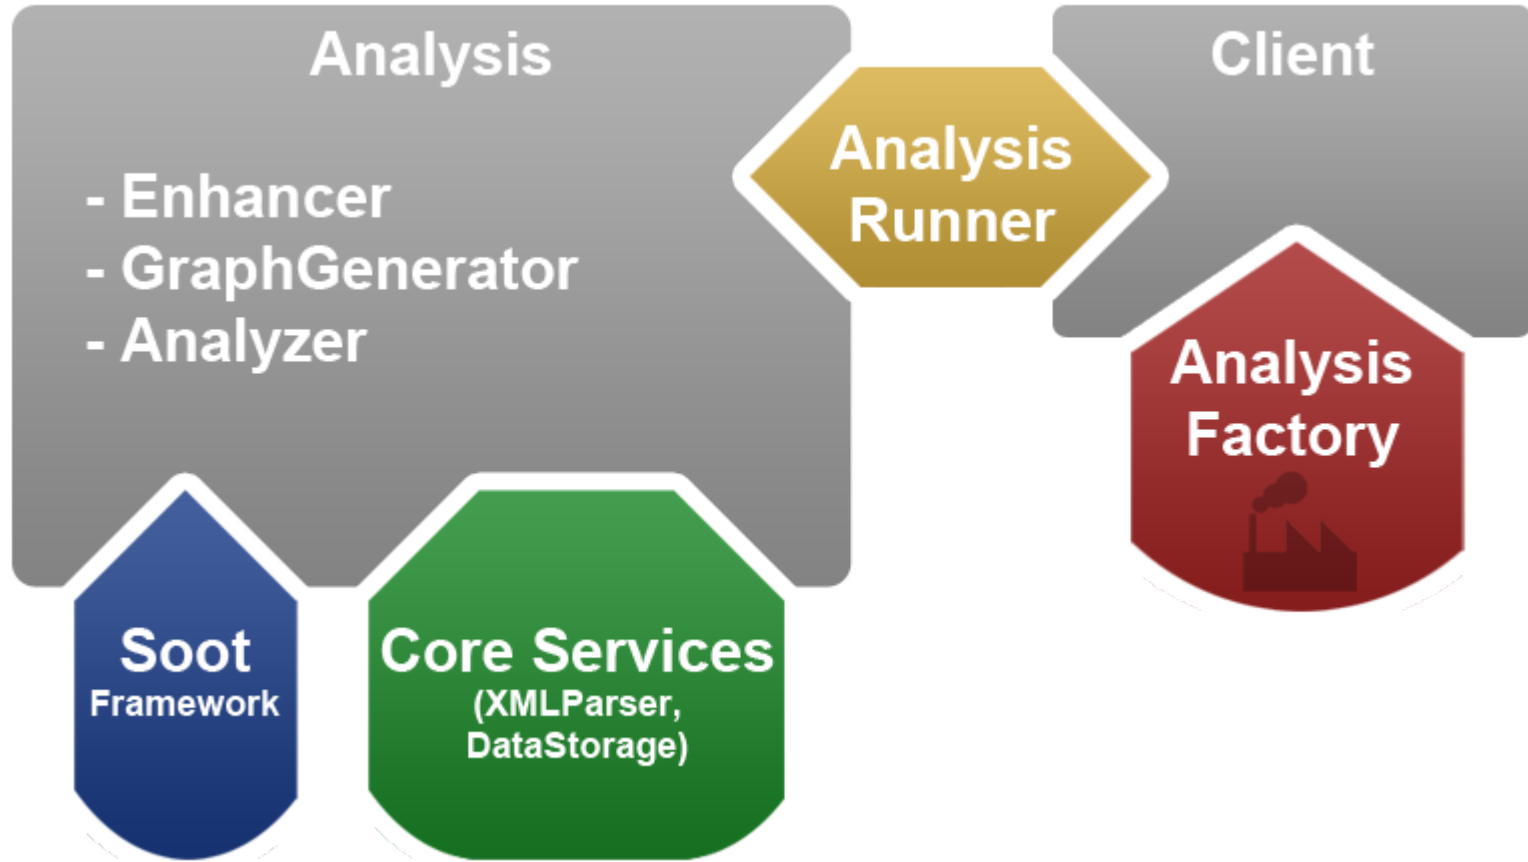 Analysis
- Enhancer
- GraphGenerator
- Analyzer
Analysis
Runner
Client
Analysis
Factory
Soot
Framework
Core Services
(XMLParser,
DataStorage)